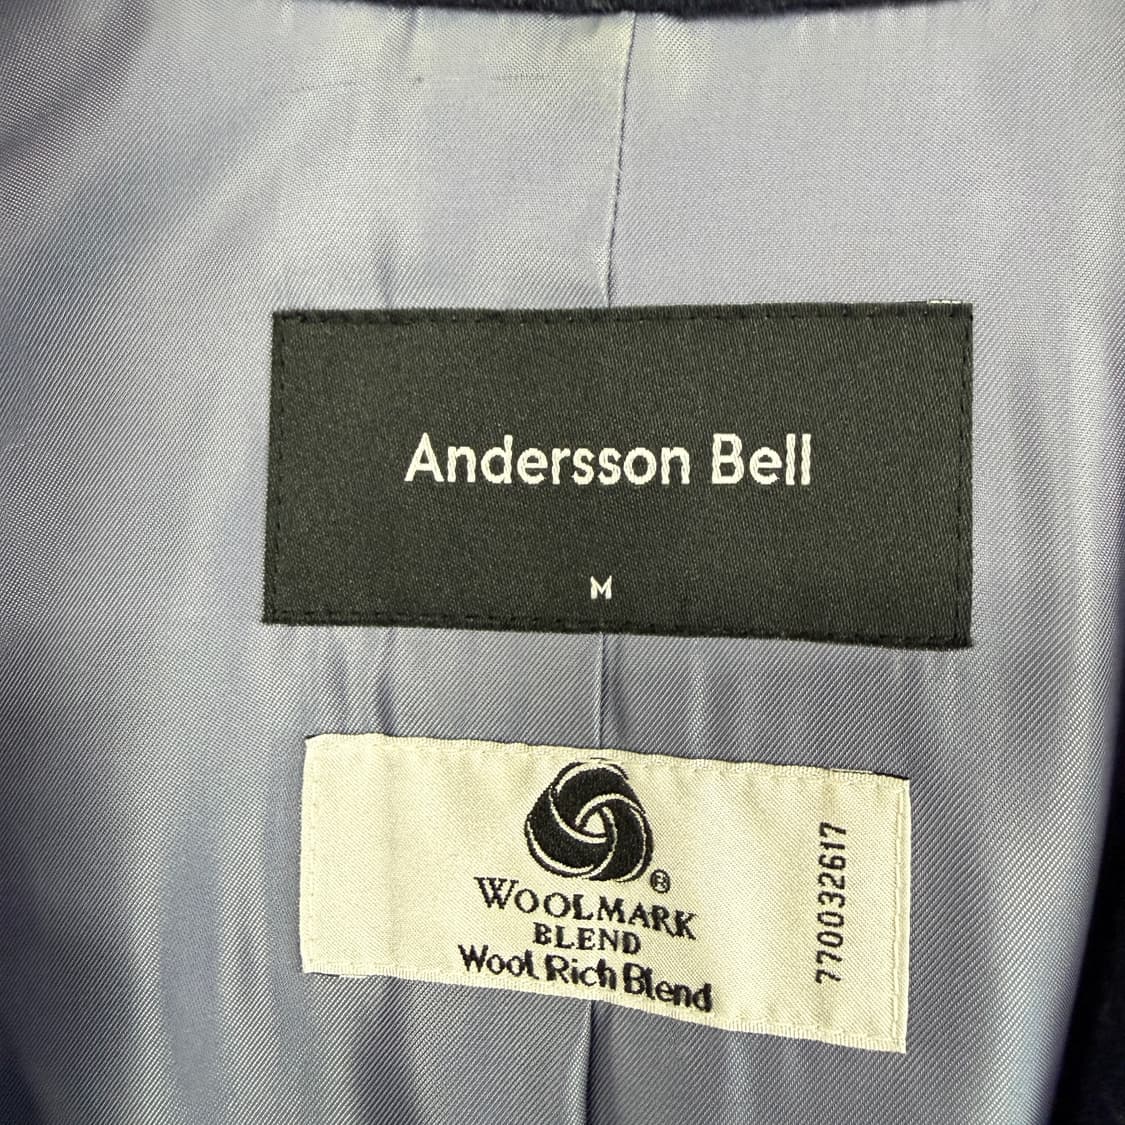 Andersson Bell
M
®
WOOLMARK
BLEND
Wool Rich Blend
770032617